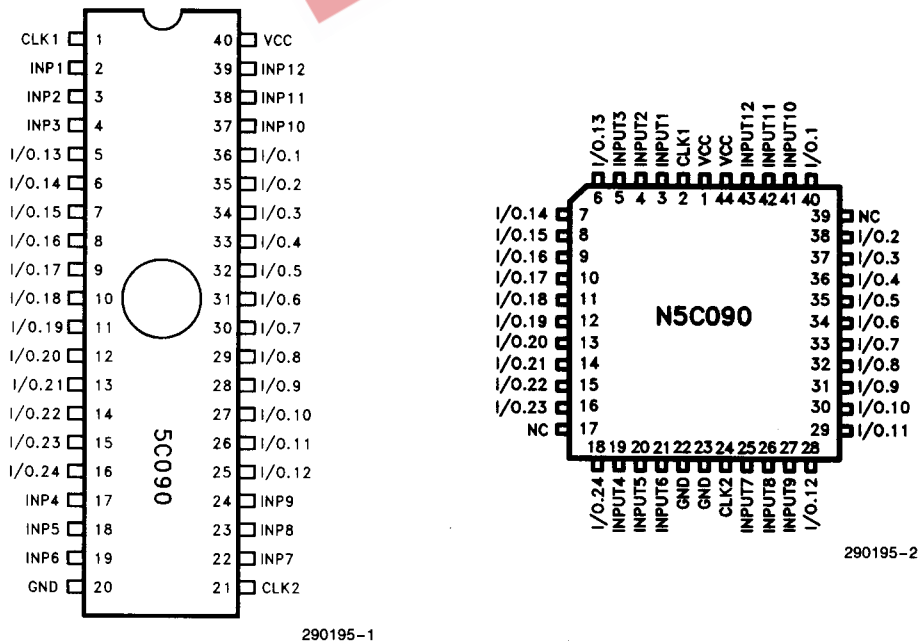 CLK1 1 40 VCC
INP1 2 39 INP12
INP2 3 38 INP11
INP3 4 37 INP10
I/O.13 5 36 I/O.1
I/O.14 6 35 I/O.2
I/O.15 7 34 I/O.3
I/O.16 8 33 I/O.4
I/O.17 9 32 I/O.5
I/O.18 10 31 I/O.6
I/O.19 11 30 I/O.7
I/O.20 12 29 I/O.8
I/O.21 13 28 I/O.9
I/O.22 14 27 I/O.10
I/O.23 15 26 I/O.11
I/O.24 16 25 I/O.12
INP4 17 24 INP9
INP5 18 23 INP8
INP6 19 22 INP7
GND 20 21 CLK2
5C090
290195-1
I/O.13 INPUT3 INPUT2 INPUT1 CLK1 VCC VCC INPUT12 INPUT11 INPUT10 I/O.1
6 5 4 3 2 1 44 43 42 41 40
I/O.14 7 39 NC
I/O.15 8 38 I/O.2
I/O.16 9 37 I/O.3
I/O.17 10 36 I/O.4
I/O.18 11 35 I/O.5
I/O.19 12 34 I/O.6
I/O.20 13 33 I/O.7
I/O.21 14 32 I/O.8
I/O.22 15 31 I/O.9
I/O.23 16 30 I/O.10
NC 17 29 I/O.11
N5C090
18 19 20 21 22 23 24 25 26 27 28
I/O.24 INPUT4 INPUT5 INPUT6 GND GND CLK2 INPUT7 INPUT8 INPUT9 I/O.12
290195-2